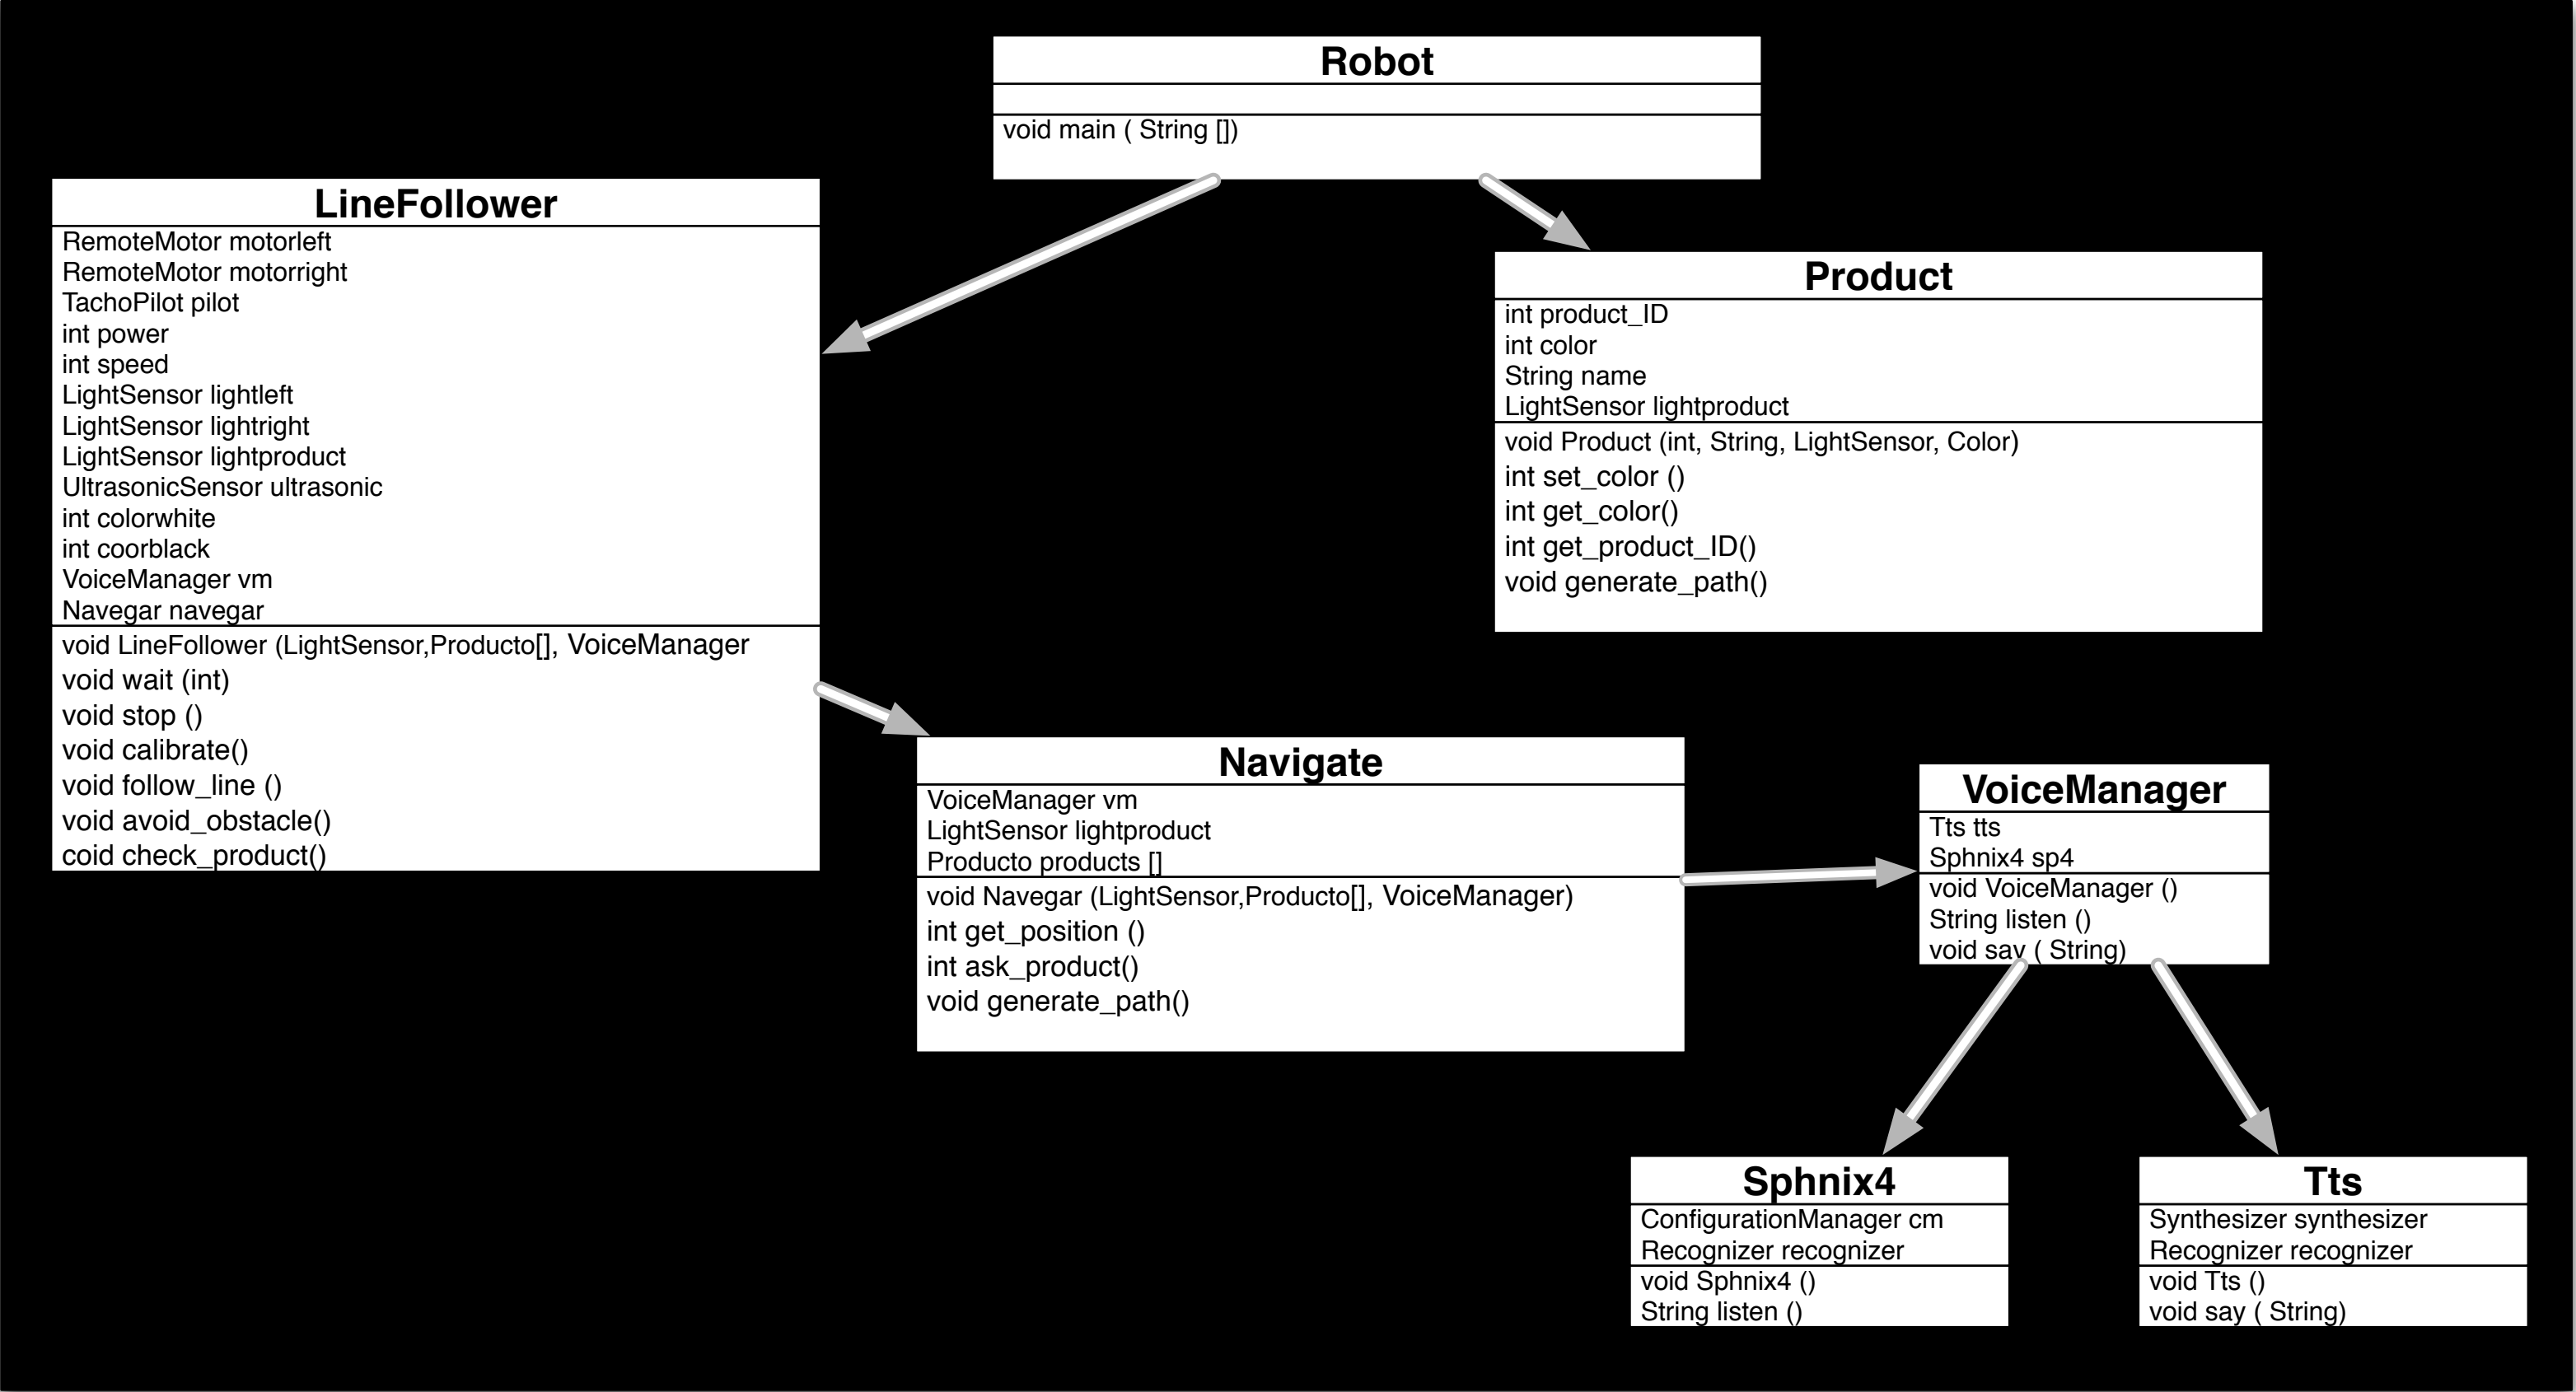 Robot
void main ( String [])
LineFollower
RemoteMotor motorleft
RemoteMotor motorright
TachoPilot pilot
int power
int speed
LightSensor lightleft
LightSensor lightright
LightSensor lightproduct
UltrasonicSensor ultrasonic
int colorwhite
int coorblack
VoiceManager vm
Navegar navegar
void LineFollower (LightSensor,Producto[], VoiceManager
void wait (int)
void stop ()
void calibrate()
void follow_line ()
void avoid_obstacle()
coid check_product()
Product
int product_ID
int color
String name
LightSensor lightproduct
void Product (int, String, LightSensor, Color)
int set_color ()
int get_color()
int get_product_ID()
void generate_path()
Navigate
VoiceManager vm
LightSensor lightproduct
Producto products []
void Navegar (LightSensor,Producto[], VoiceManager)
int get_position ()
int ask_product()
void generate_path()
VoiceManager
Tts tts
Sphnix4 sp4
void VoiceManager ()
String listen ()
void say ( String)
Sphnix4
ConfigurationManager cm
Recognizer recognizer
void Sphnix4 ()
String listen ()
Tts
Synthesizer synthesizer
Recognizer recognizer
void Tts ()
void say ( String)